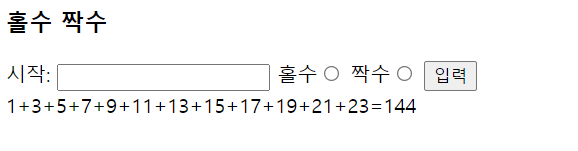 홀수 짝수
시작: 홀수 짝수 입력
1+3+5+7+9+11+13+15+17+19+21+23=144